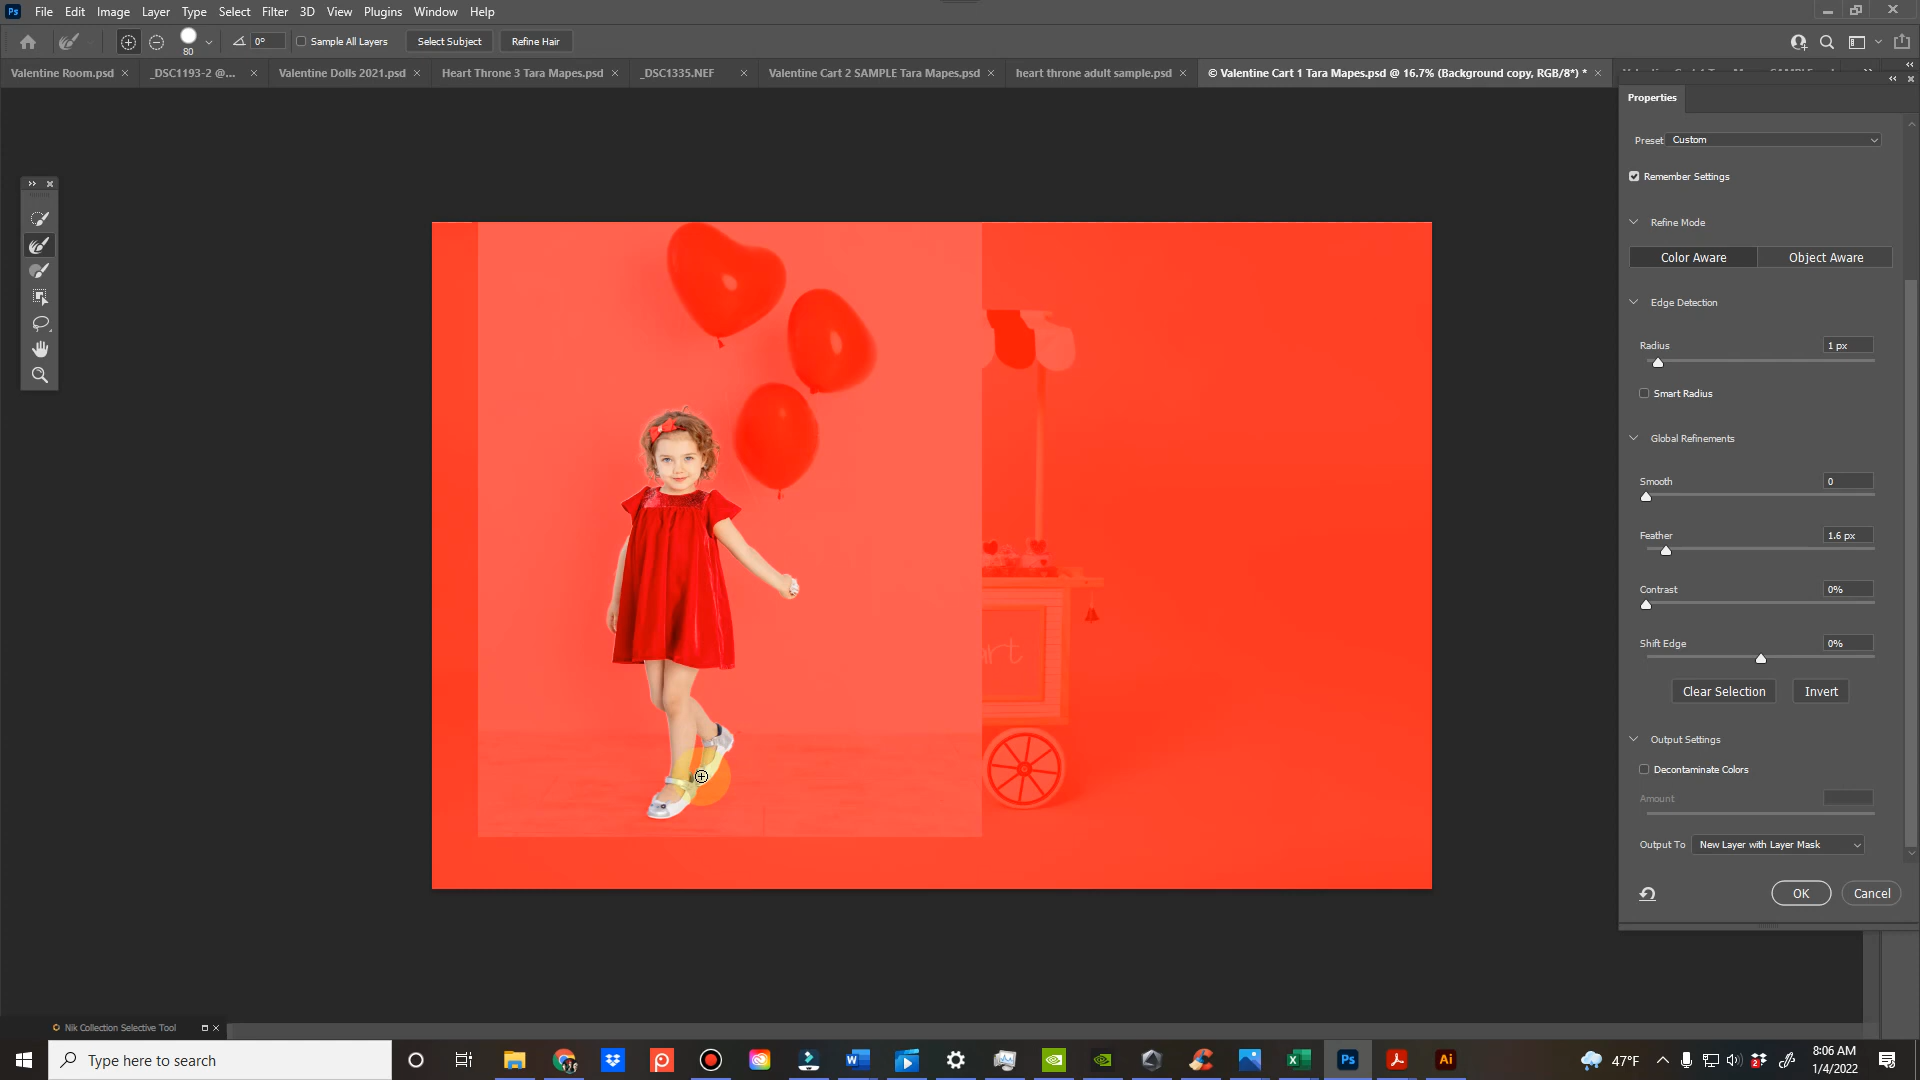 Ps File Edit Image Layer Type Select Filter 3D View Plugins Window Help
80 0° Sample All Layers Select Subject Refine Hair
Valentine Room.psd × _DSC1193-2 @... × Valentine Dolls 2021.psd × Heart Throne 3 Tara Mapes.psd × _DSC1335.NEF × Valentine Cart 2 SAMPLE Tara Mapes.psd × heart throne adult sample.psd × © Valentine Cart 1 Tara Mapes.psd @ 16.7% (Background copy, RGB/8*) * ×
Properties
Preset Custom
Remember Settings
Refine Mode
Color Aware Object Aware
Edge Detection
Radius 1 px
Smart Radius
Global Refinements
Smooth 0
Feather 1.6 px
Contrast 0%
Shift Edge 0%
Clear Selection Invert
art
Output Settings
Decontaminate Colors
Amount
Output To New Layer with Layer Mask
OK Cancel
Nik Collection Selective Tool
Type here to search
W X Ps Ai
47°F
8:06 AM
1/4/2022